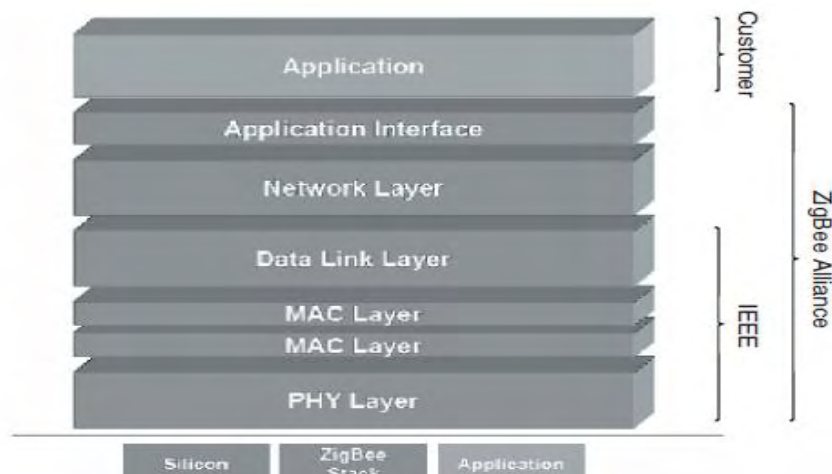 Application
Application Interface
Network Layer
Data Link Layer
MAC Layer
MAC Layer
PHY Layer
Customer
ZigBee Alliance
IEEE
Silicon
ZigBee
Stack
Application